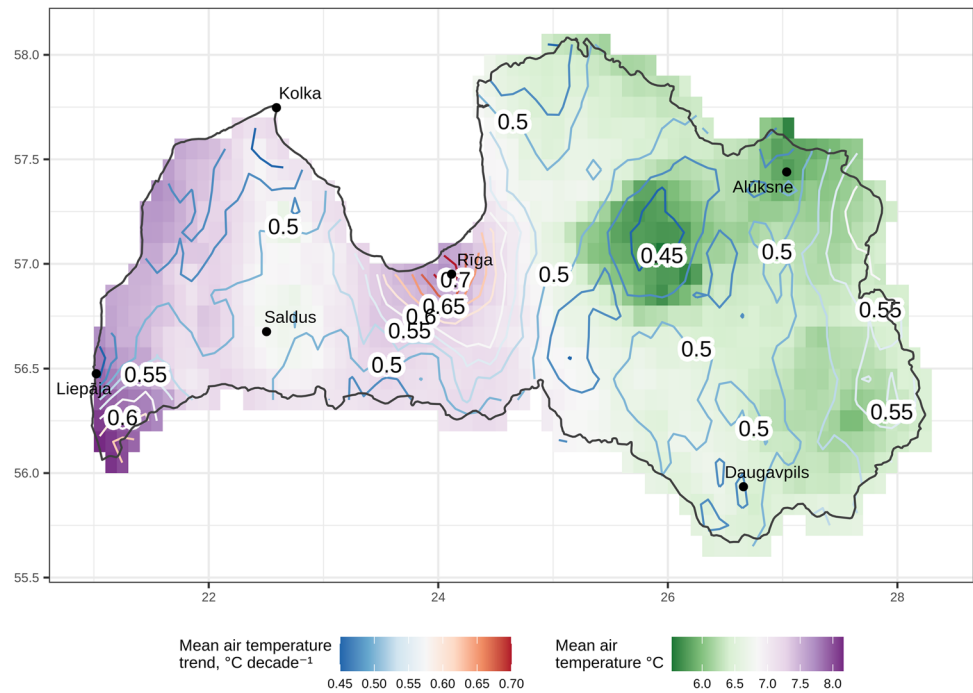 58.0
Kolka
0.5
57.5
Alūksne
0.5
57.0
Rīga
0.7
0.5
0.45
0.5
0.65
0.6
0.55
0.55
Saldus
0.5
0.5
56.5
0.55
Liepāja
0.6
0.55
0.5
56.0
Daugavpils
55.5
22
24
26
28
Mean air temperature
trend, °C decade⁻¹
0.45 0.50 0.55 0.60 0.65 0.70
Mean air
temperature °C
6.0 6.5 7.0 7.5 8.0